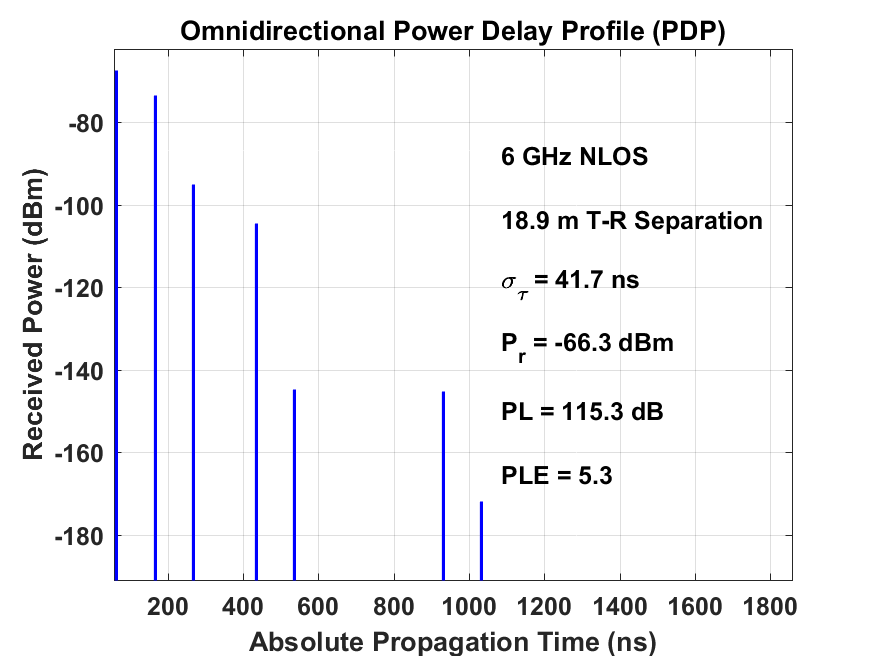 Omnidirectional Power Delay Profile (PDP)
Received Power (dBm)
-80
-100
-120
-140
-160
-180
6 GHz NLOS
18.9 m T-R Separation
σ_τ = 41.7 ns
P_r = -66.3 dBm
PL = 115.3 dB
PLE = 5.3
200 400 600 800 1000 1200 1400 1600 1800
Absolute Propagation Time (ns)